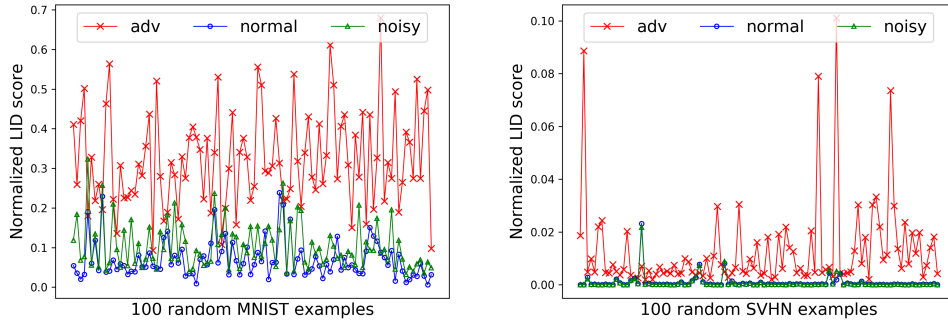 0.7
0.6
0.5
0.4
0.3
0.2
0.1
0.0
Normalized LID score
adv normal noisy
100 random MNIST examples
0.10
0.08
0.06
0.04
0.02
0.00
Normalized LID score
adv normal noisy
100 random SVHN examples